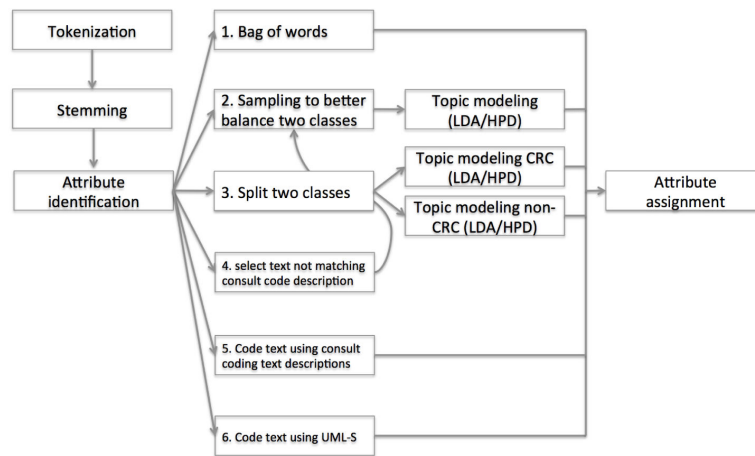 Tokenization
Stemming
Attribute
identification
1. Bag of words
2. Sampling to better
balance two classes
3. Split two classes
4. select text not matching
consult code description
5. Code text using consult
coding text descriptions
6. Code text using UML-S
Topic modeling
(LDA/HPD)
Topic modeling CRC
(LDA/HPD)
Topic modeling non-
CRC (LDA/HPD)
Attribute
assignment